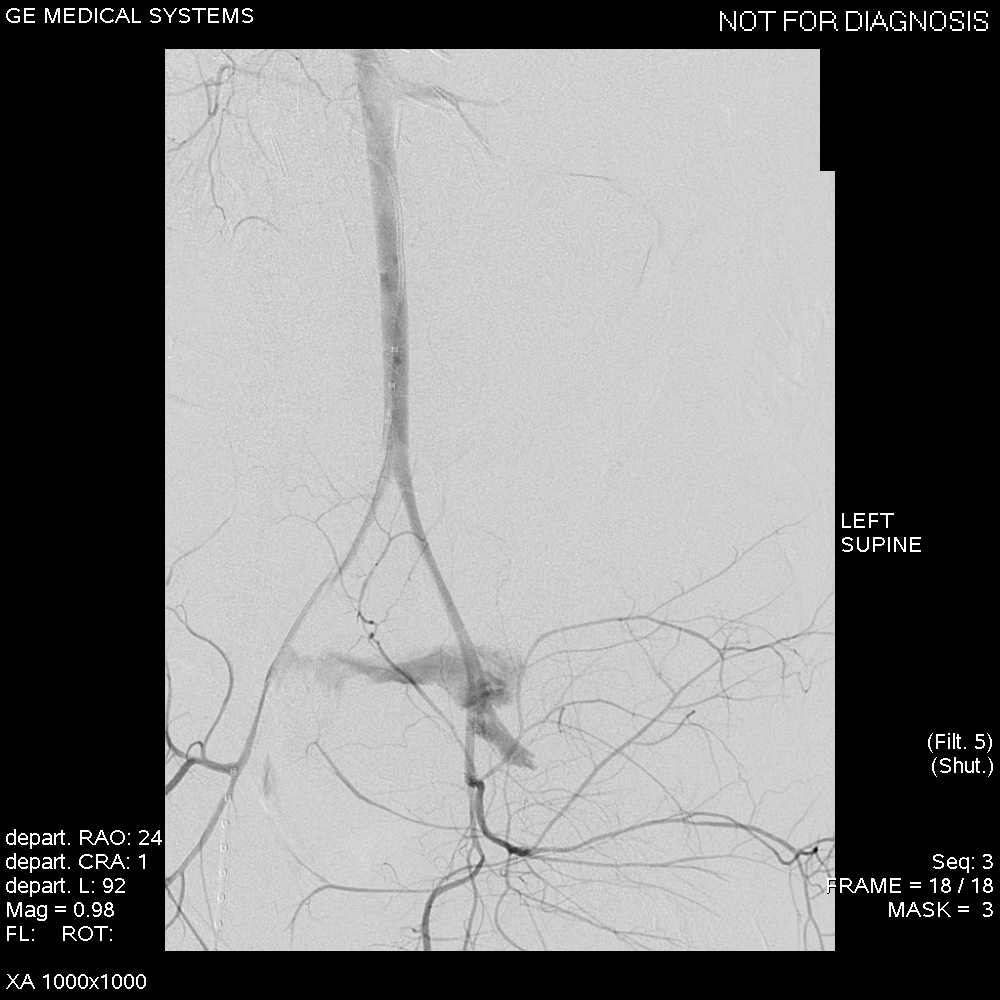 GE MEDICAL SYSTEMS
NOT FOR DIAGNOSIS
LEFT
SUPINE
(Filt. 5)
(Shut.)
depart. RAO: 24
depart. CRA: 1
depart. L: 92
Mag = 0.98
FL: ROT:
Seq: 3
FRAME = 18 / 18
MASK = 3
XA 1000x1000